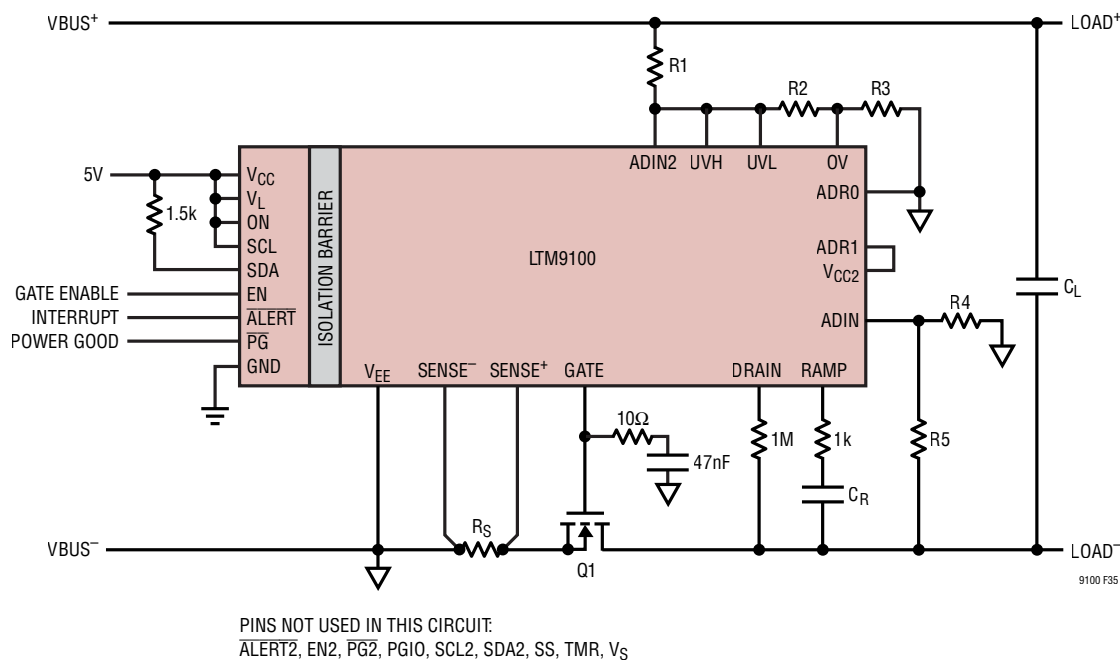 VBUS+
LOAD+
R1
R2
R3
ADIN2
UVH
UVL
OV
5V
VCC
VL
ON
SCL
SDA
EN
ALERT
PG
GND
1.5k
GATE ENABLE
INTERRUPT
POWER GOOD
ISOLATION BARRIER
LTM9100
ADR0
ADR1
VCC2
ADIN
R4
CL
VEE
SENSE−
SENSE+
GATE
DRAIN
RAMP
10Ω
47nF
1M
1k
R5
CR
RS
Q1
VBUS−
LOAD−
9100 F35
PINS NOT USED IN THIS CIRCUIT:
ALERT2, EN2, PG2, PGIO, SCL2, SDA2, SS, TMR, VS